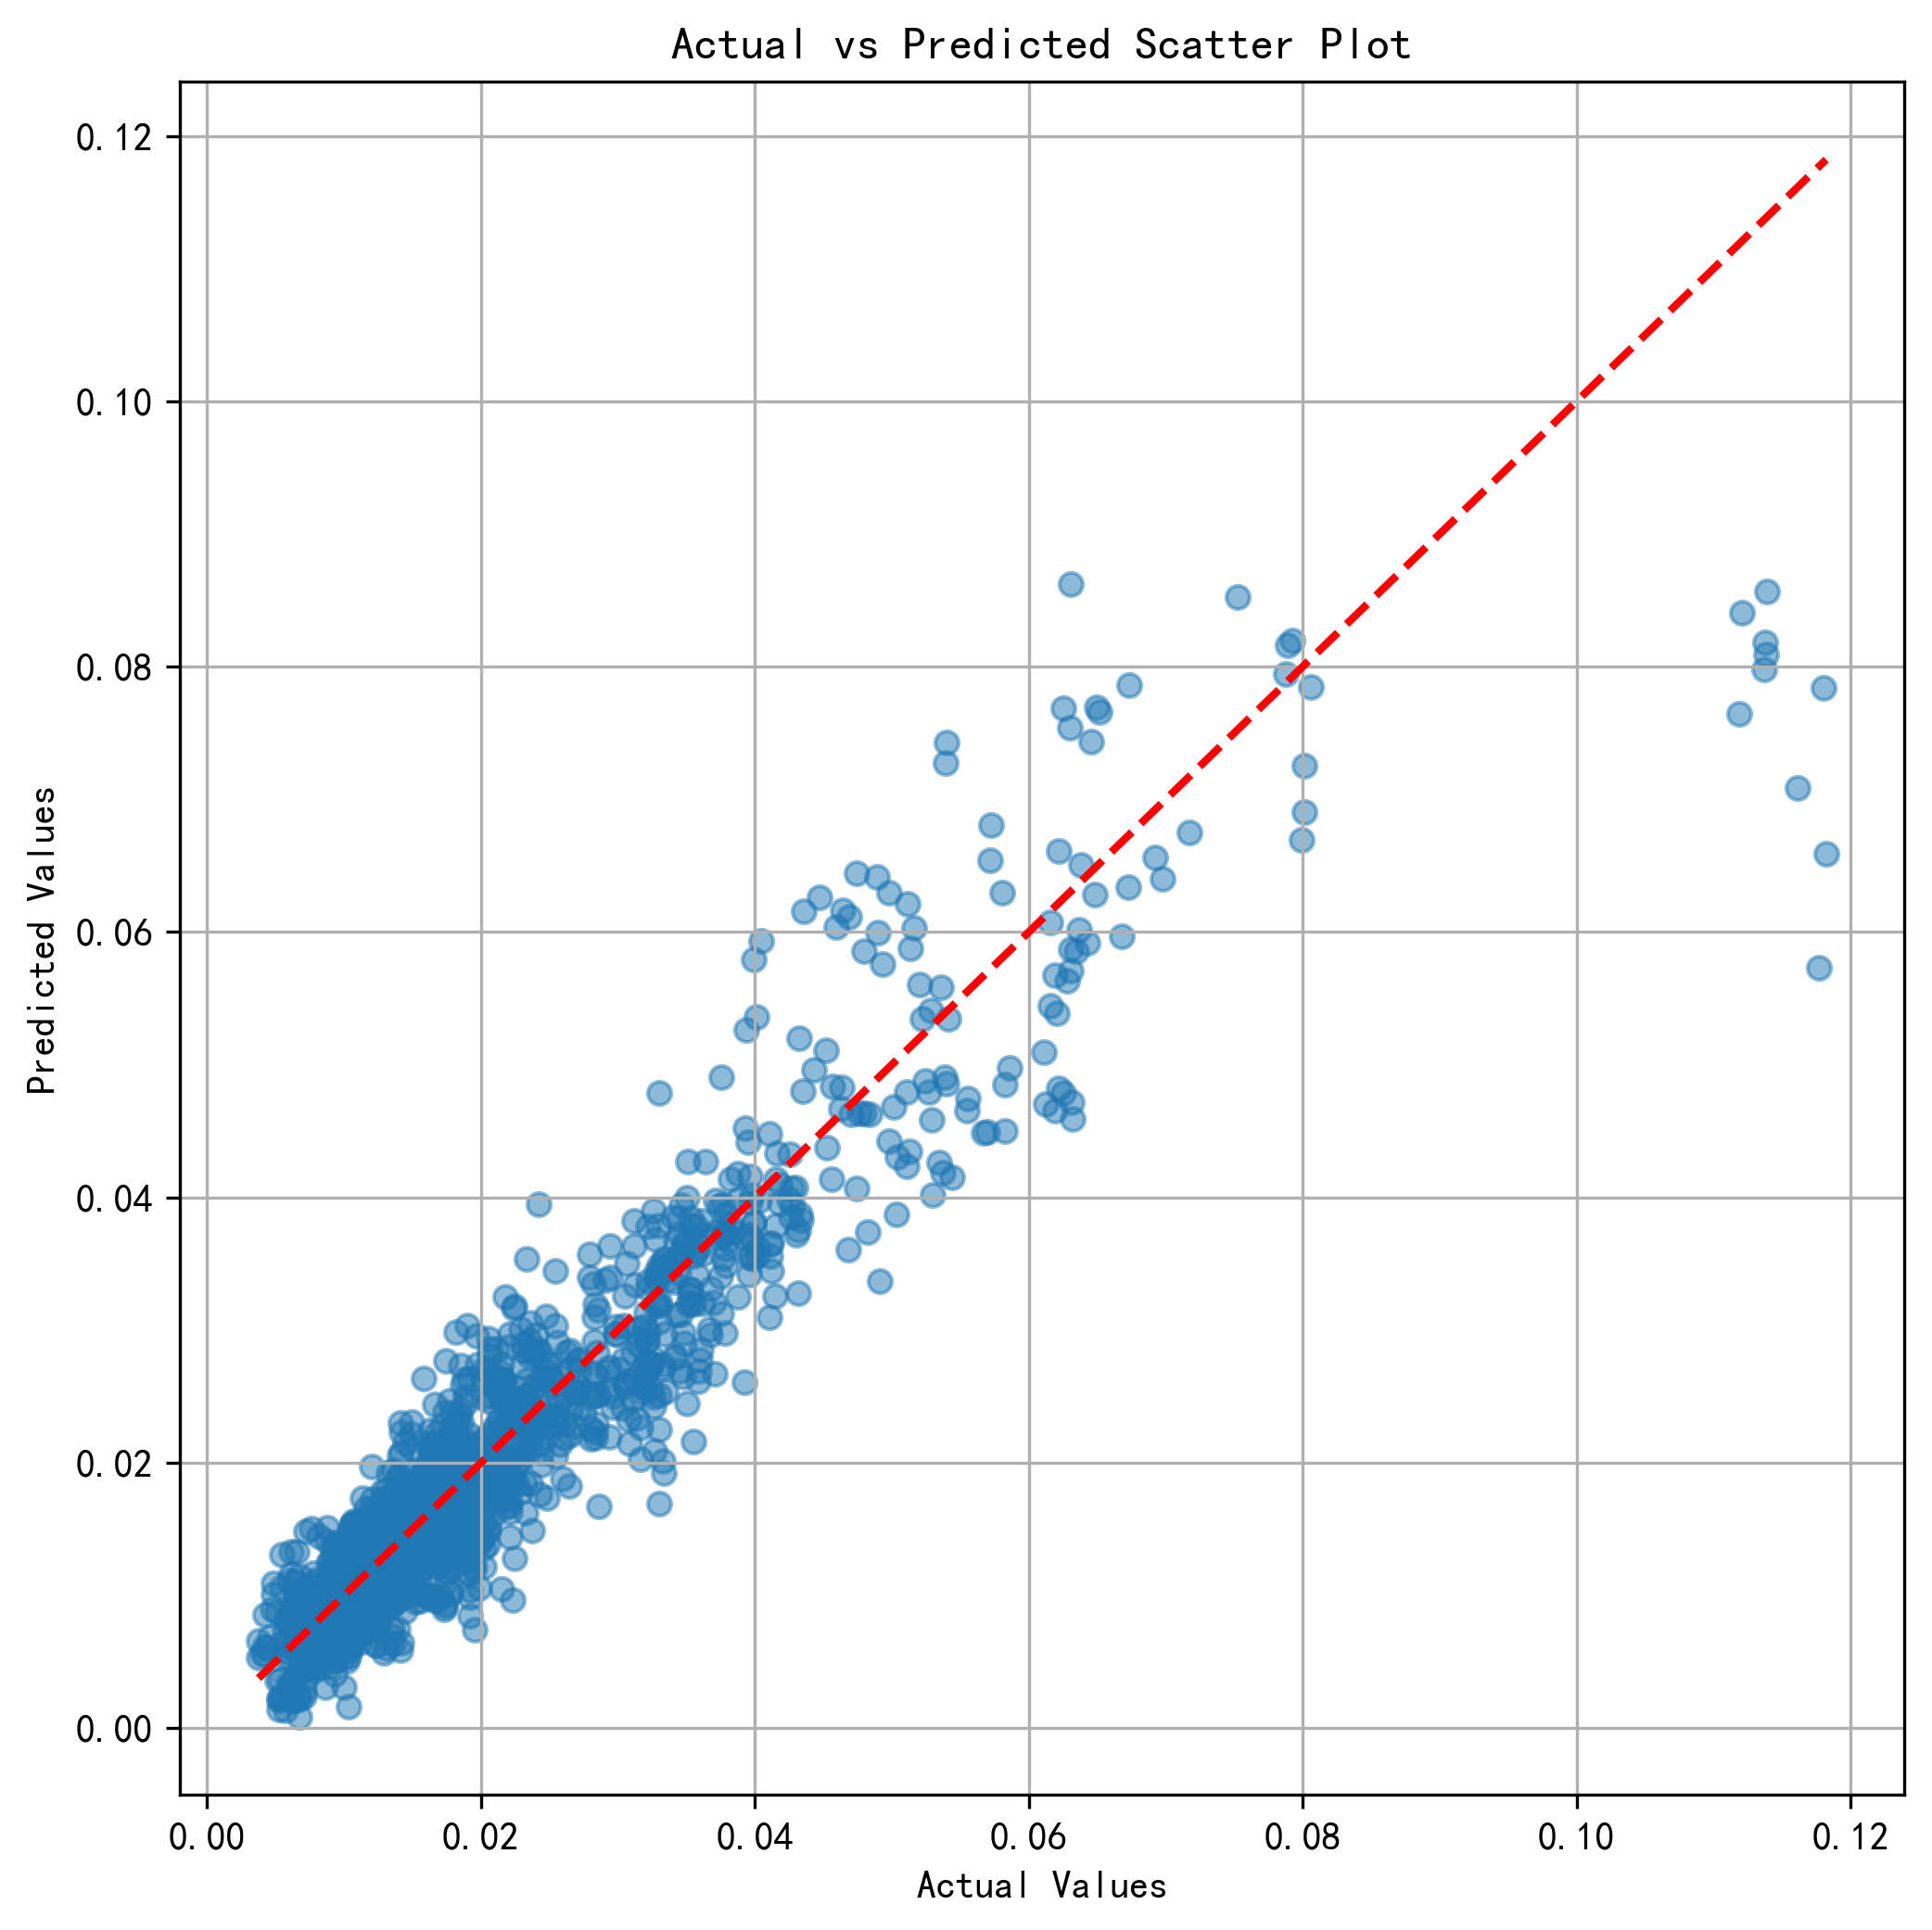 Actual vs Predicted Scatter Plot
0.12
0.10
0.08
0.06
0.04
0.02
0.00
Predicted Values
0.00 0.02 0.04 0.06 0.08 0.10 0.12
Actual Values